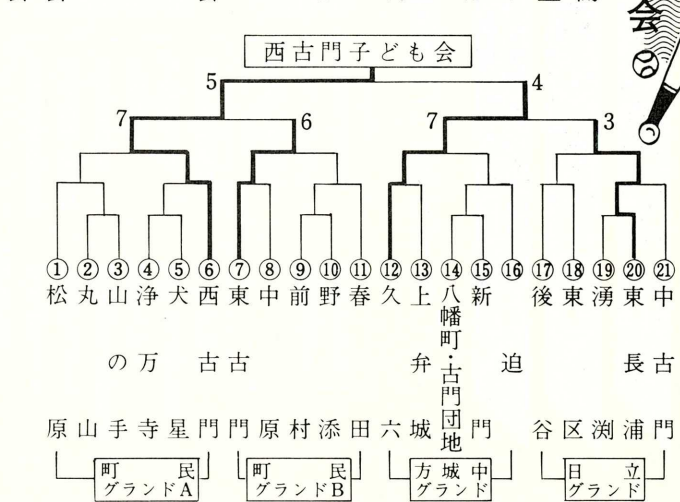 会
西古門子ども会
5
4
7
6
7
3
①松原
②丸山
③山の手
④浄万寺
⑤犬星
⑥西古門
⑦東古門
⑧中原
⑨前村
⑩野添
⑪春田
⑫久六
⑬上弁城
⑭八幡町・古門団地
⑮新門
⑯迫
⑰後谷
⑱東区
⑲湧渕
⑳東長浦
㉑中古門
町民
グランドA
町民
グランドB
方城中
グランド
日立
グランド